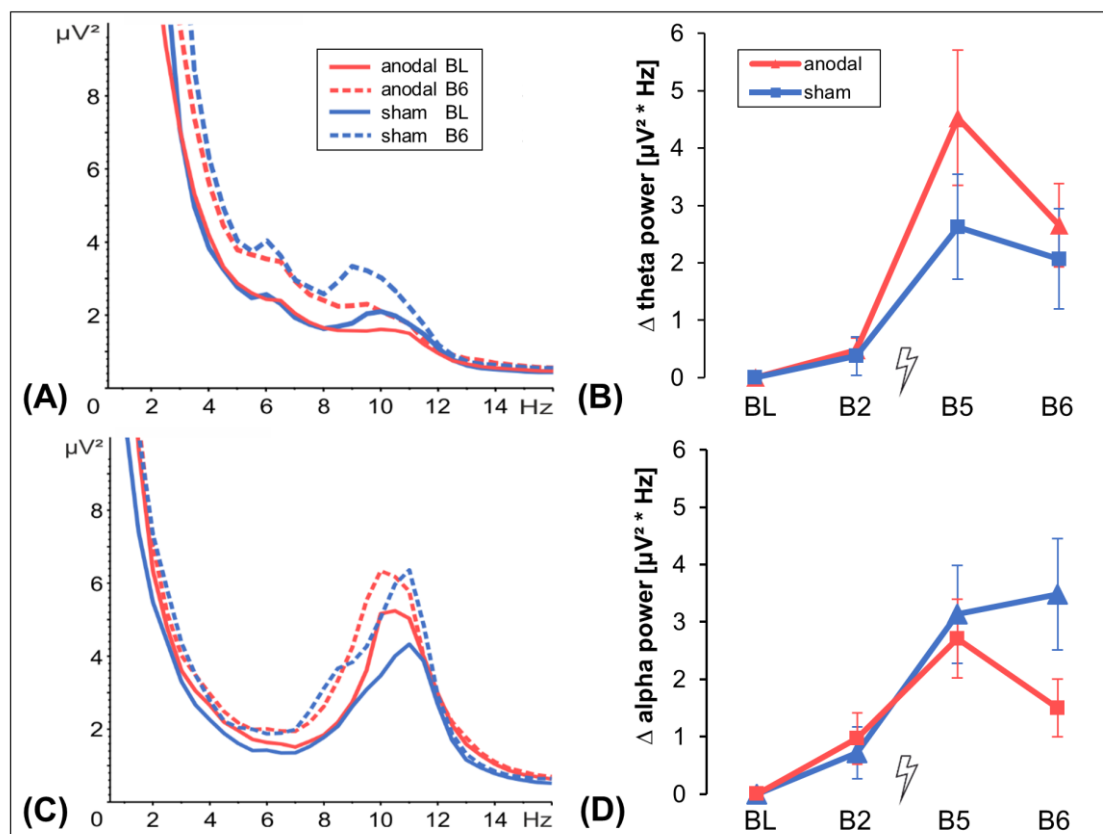 µV²
8
6
4
2
0
2
4
6
8
10
12
14
Hz
anodal BL
anodal B6
sham BL
sham B6
(A)
Δ theta power [µV² * Hz]
6
5
4
3
2
1
0
BL
B2
B5
B6
anodal
sham
(B)
µV²
8
6
4
2
0
2
4
6
8
10
12
14
Hz
(C)
Δ alpha power [µV² * Hz]
6
5
4
3
2
1
0
BL
B2
B5
B6
(D)